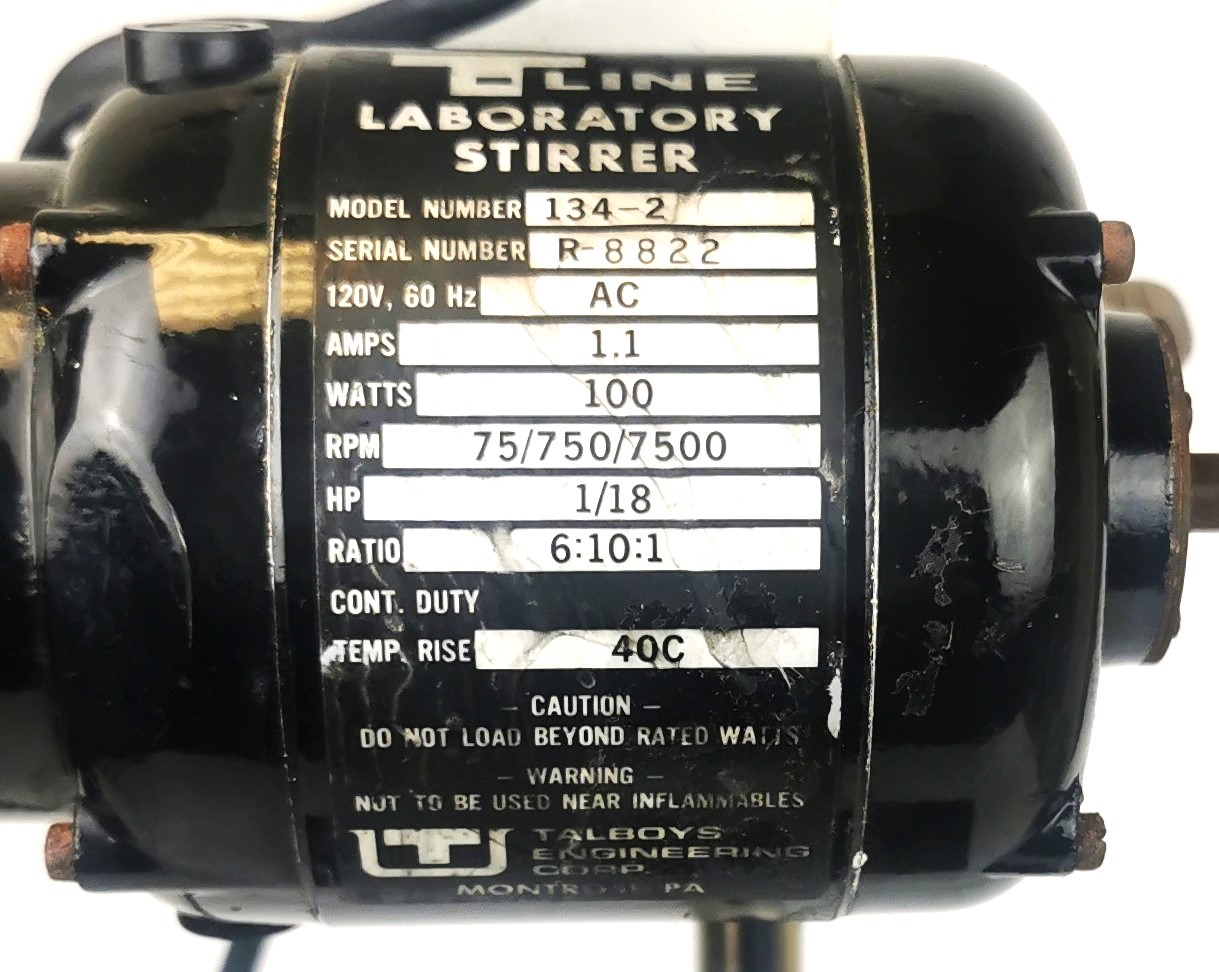 T LINE
LABORATORY
STIRRER
MODEL NUMBER 134-2
SERIAL NUMBER R-8822
120V, 60 Hz AC
AMPS 1.1
WATTS 100
RPM 75/750/7500
HP 1/18
RATIO 6:10:1
CONT. DUTY
TEMP. RISE 40C
– CAUTION –
DO NOT LOAD BEYOND RATED WATTS
– WARNING –
NOT TO BE USED NEAR INFLAMMABLES
TALBOYS
ENGINEERING
CORP.
MONTROSE PA